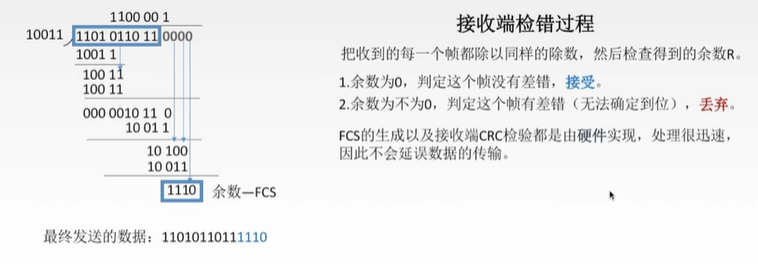 1100 00 1
10011 1101 0110 11 0000
1001 1
100 11
100 11
000 0010 11 0
10 01 1
10 100
10 011
1110 余数—FCS
最终发送的数据：11010110111110
接收端检错过程
把收到的每一个帧都除以同样的除数，然后检查得到的余数R。
1.余数为0，判定这个帧没有差错，接受。
2.余数为不为0，判定这个帧有差错（无法确定到位），丢弃。
FCS的生成以及接收端CRC检验都是由硬件实现，处理很迅速，
因此不会延误数据的传输。